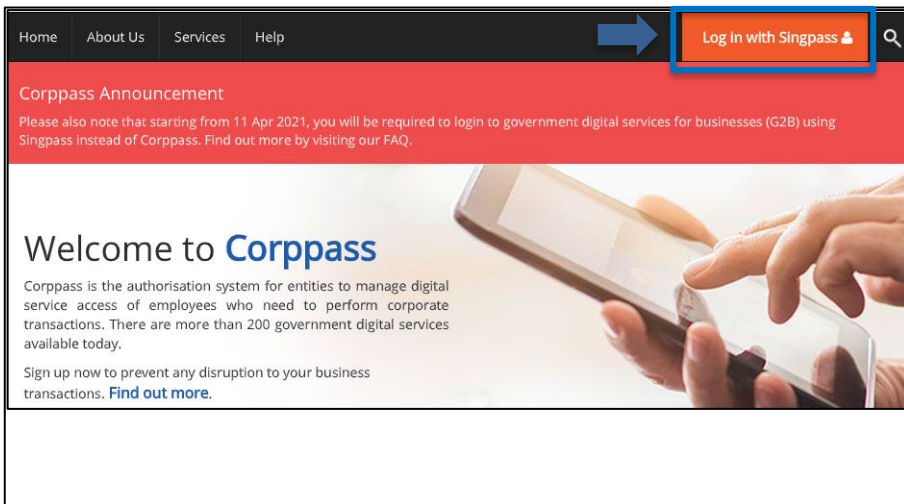 Home About Us Services Help Log in with Singpass
Corppass Announcement
Please also note that starting from 11 Apr 2021, you will be required to login to government digital services for businesses (G2B) using
Singpass instead of Corppass. Find out more by visiting our FAQ.
Welcome to Corppass
Corppass is the authorisation system for entities to manage digital
service access of employees who need to perform corporate
transactions. There are more than 200 government digital services
available today.
Sign up now to prevent any disruption to your business
transactions. Find out more.